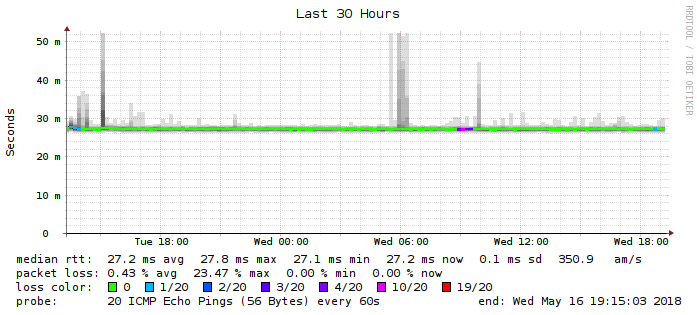 Last 30 Hours
RRDTOOL / TOBI OETIKER
Seconds
50 m
40 m
30 m
20 m
10 m
0
Tue 18:00 Wed 00:00 Wed 06:00 Wed 12:00 Wed 18:00
median rtt: 27.2 ms avg 27.8 ms max 27.1 ms min 27.2 ms now 0.1 ms sd 350.9 am/s
packet loss: 0.43 % avg 23.47 % max 0.00 % min 0.00 % now
loss color: 0 1/20 2/20 3/20 4/20 10/20 19/20
probe: 20 ICMP Echo Pings (56 Bytes) every 60s end: Wed May 16 19:15:03 2018